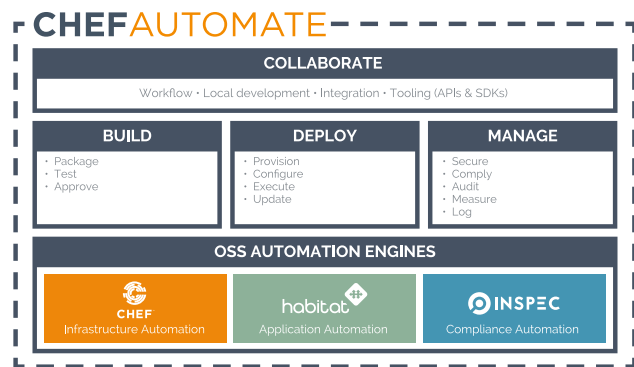 CHEFAUTOMATE
COLLABORATE
Workflow • Local development • Integration • Tooling (APIs & SDKs)
BUILD
• Package
• Test
• Approve
DEPLOY
• Provision
• Configure
• Execute
• Update
MANAGE
• Secure
• Comply
• Audit
• Measure
• Log
OSS AUTOMATION ENGINES
CHEF
Infrastructure Automation
habitat
Application Automation
INSPEC
Compliance Automation